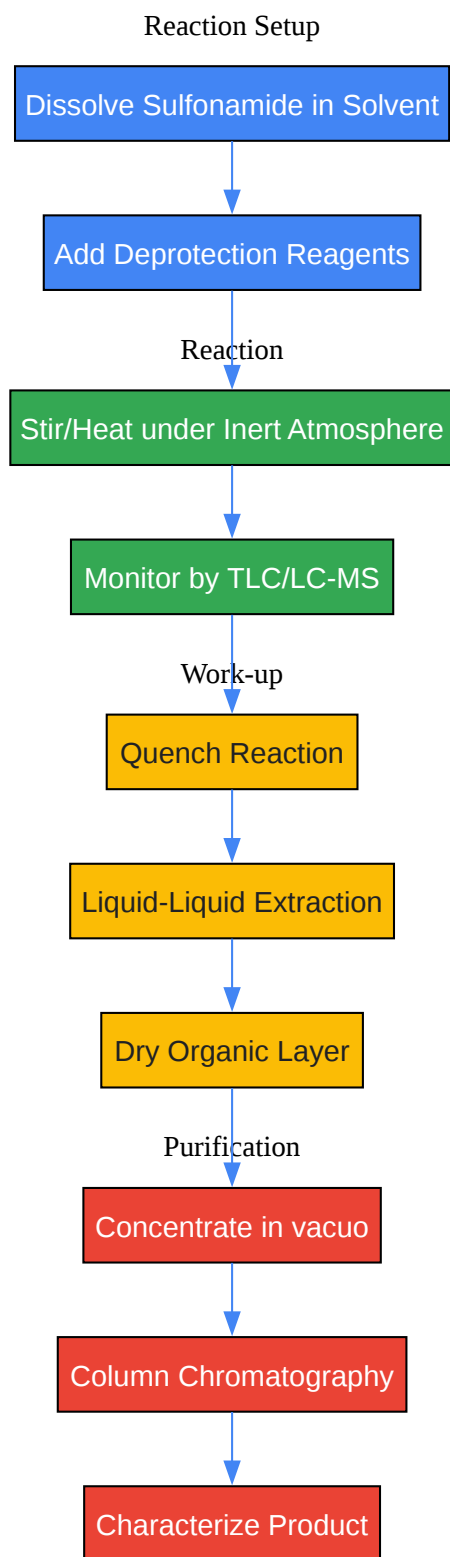 Reaction Setup
Dissolve Sulfonamide in Solvent
Add Deprotection Reagents
Reaction
Stir/Heat under Inert Atmosphere
Monitor by TLC/LC-MS
Work-up
Quench Reaction
Liquid-Liquid Extraction
Dry Organic Layer
Purification
Concentrate in vacuo
Column Chromatography
Characterize Product